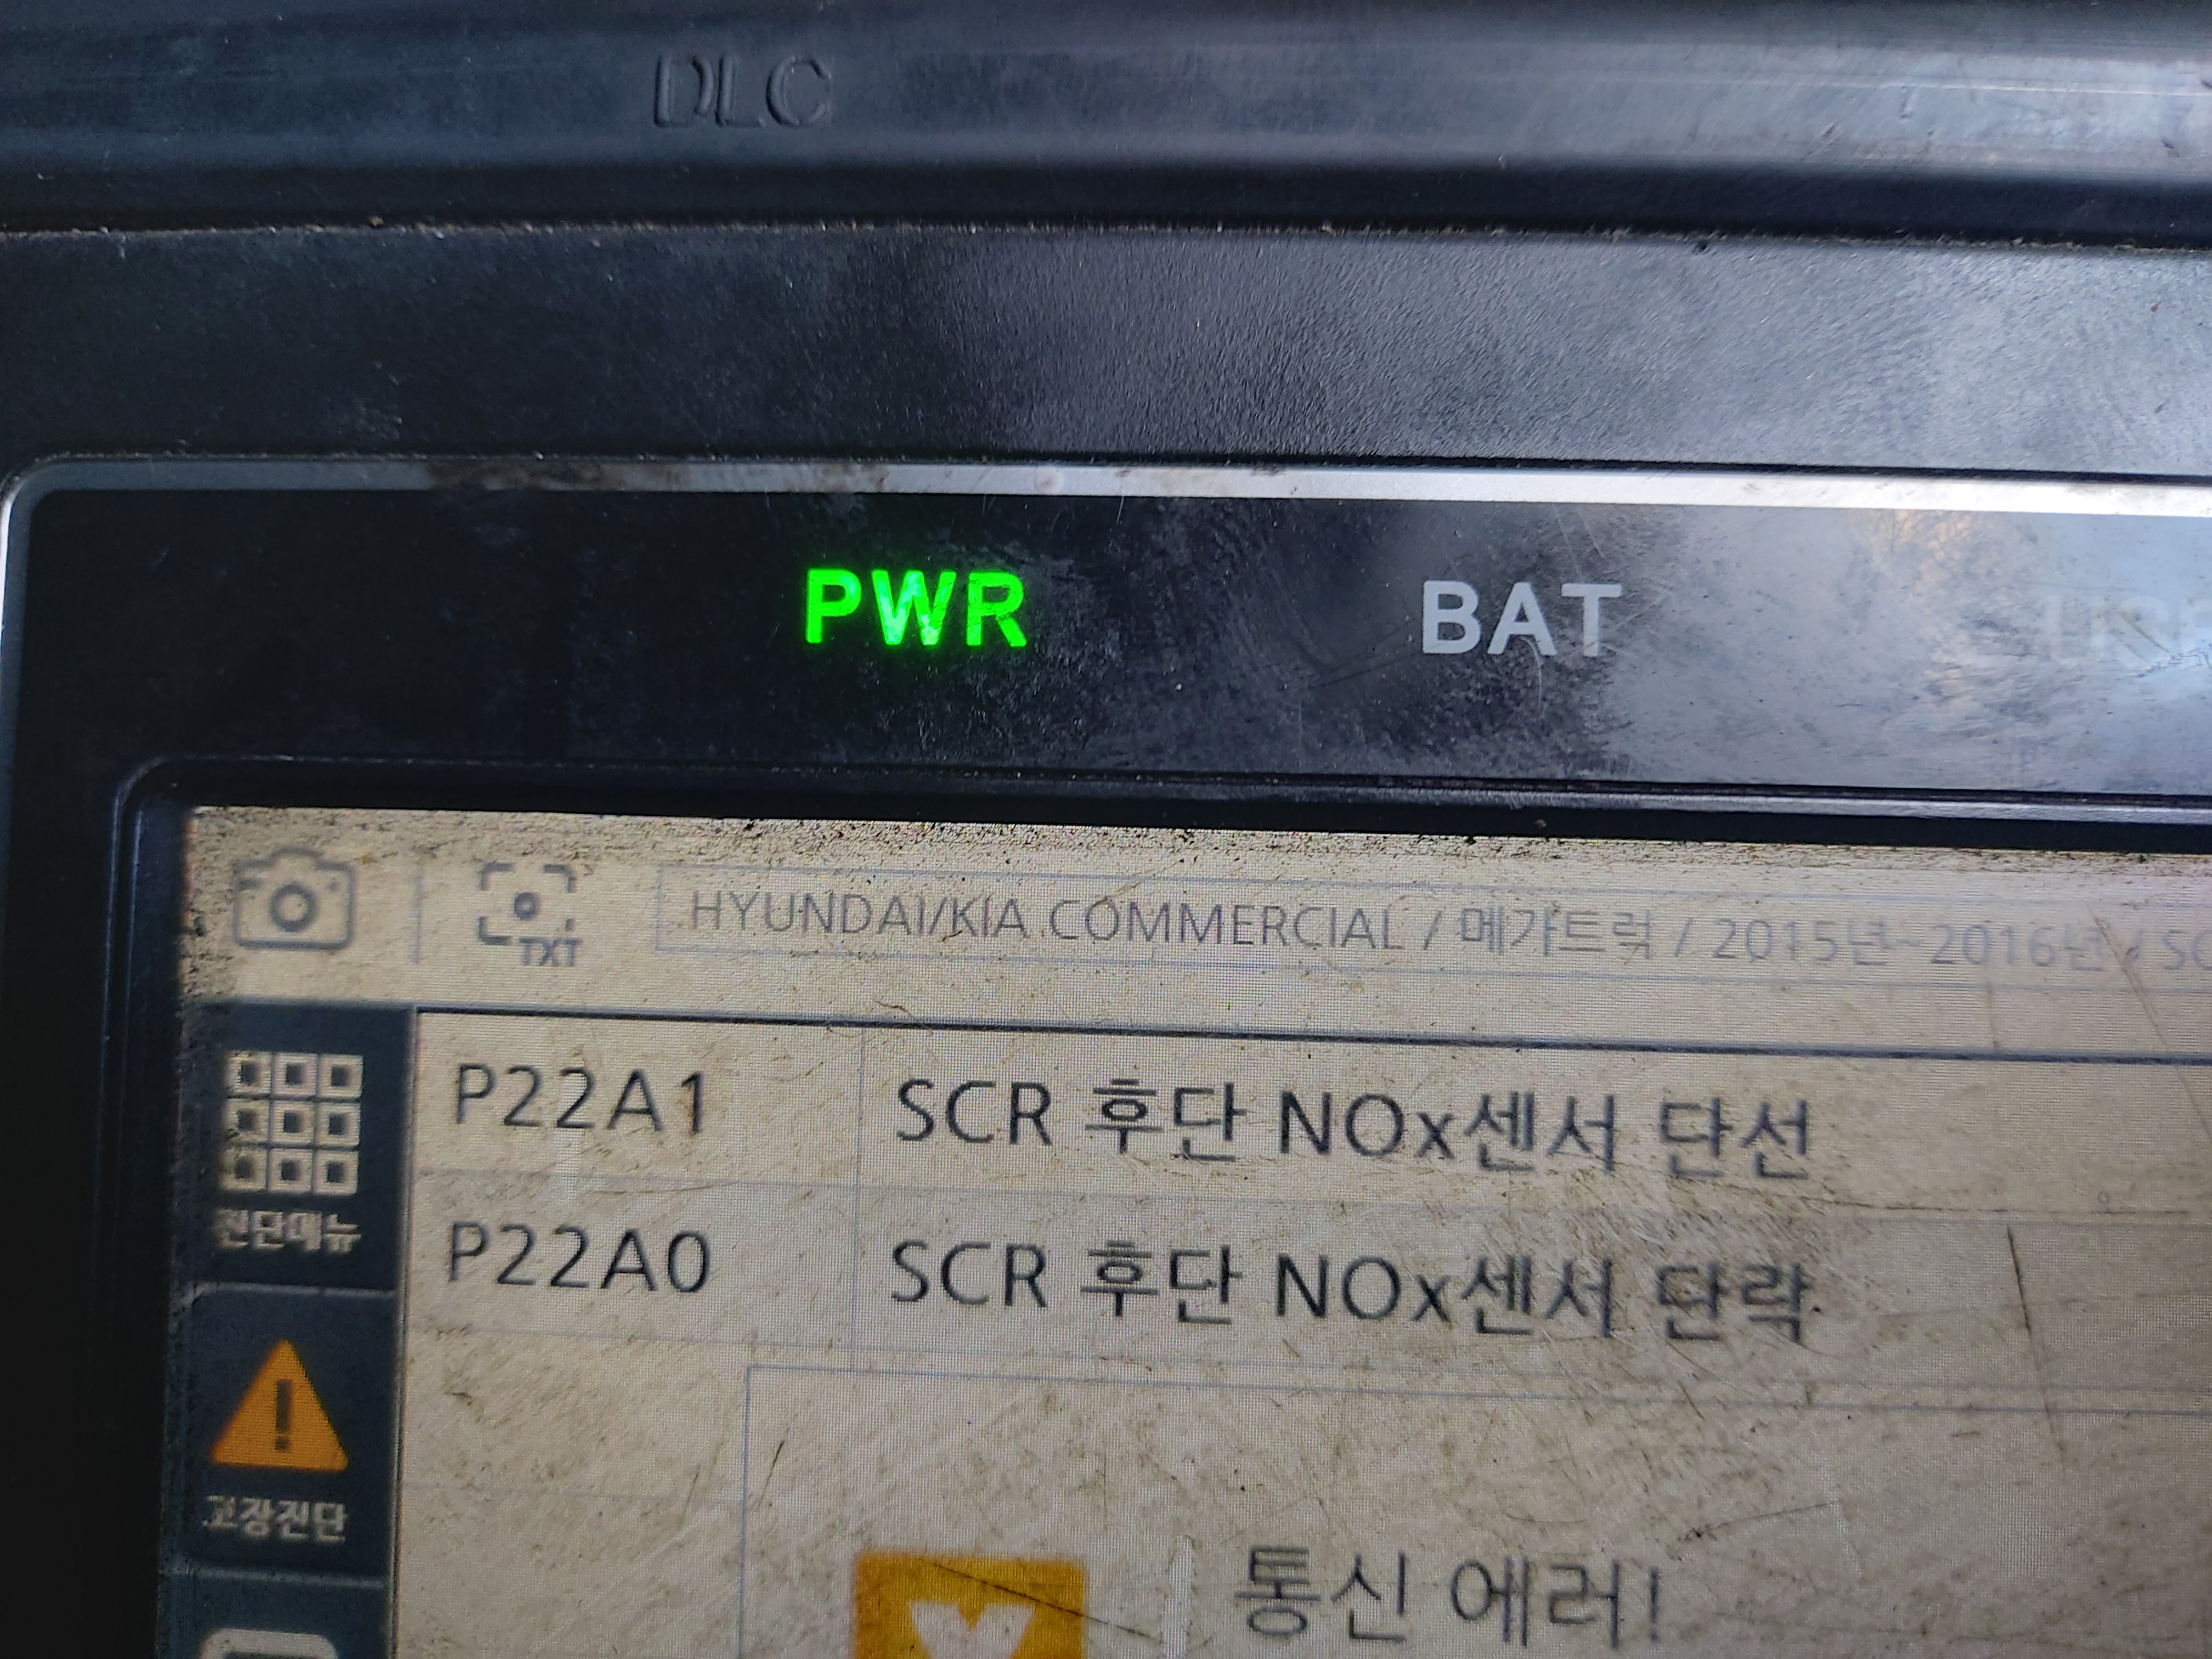 DLC
PWR BAT
TXT
HYUNDAI/KIA COMMERCIAL / 메가트럭 / 2015년~2016년 / SC
P22A1 SCR 후단 NOx센서 단선
진단메뉴
P22A0 SCR 후단 NOx센서 단락
고장진단
통신 에러!